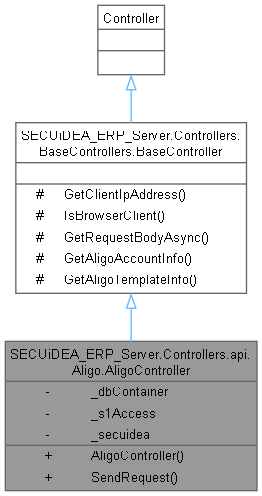 Controller
SECUiDEA_ERP_Server.Controllers.
BaseControllers.BaseController
# GetClientIpAddress()
# IsBrowserClient()
# GetRequestBodyAsync()
# GetAligoAccountInfo()
# GetAligoTemplateInfo()
SECUiDEA_ERP_Server.Controllers.api.
Aligo.AligoController
- _dbContainer
- _s1Access
- _secuidea
+ AligoController()
+ SendRequest()